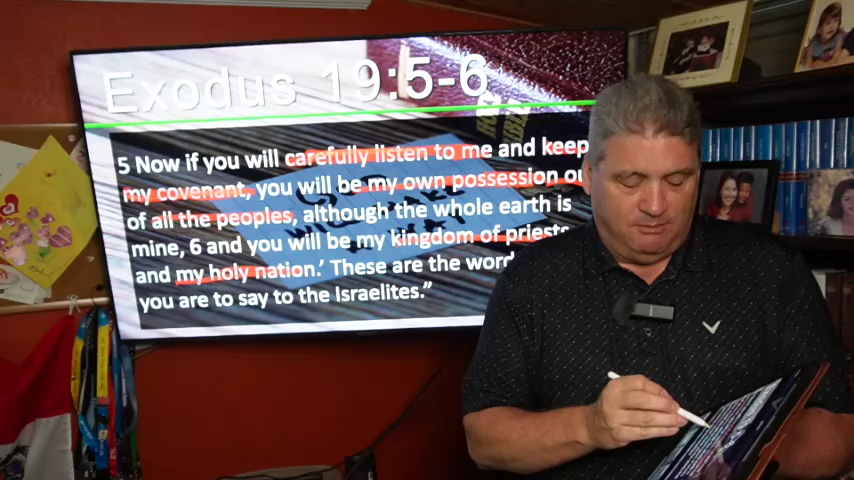 Exodus 19:5-6
5 Now if you will carefully listen to me and keep
my covenant, you will be my own possession
of all the peoples, although the whole earth is
mine, 6 and you will be my kingdom of priests
and my holy nation.’ These are the
you are to say to the Israelites.”